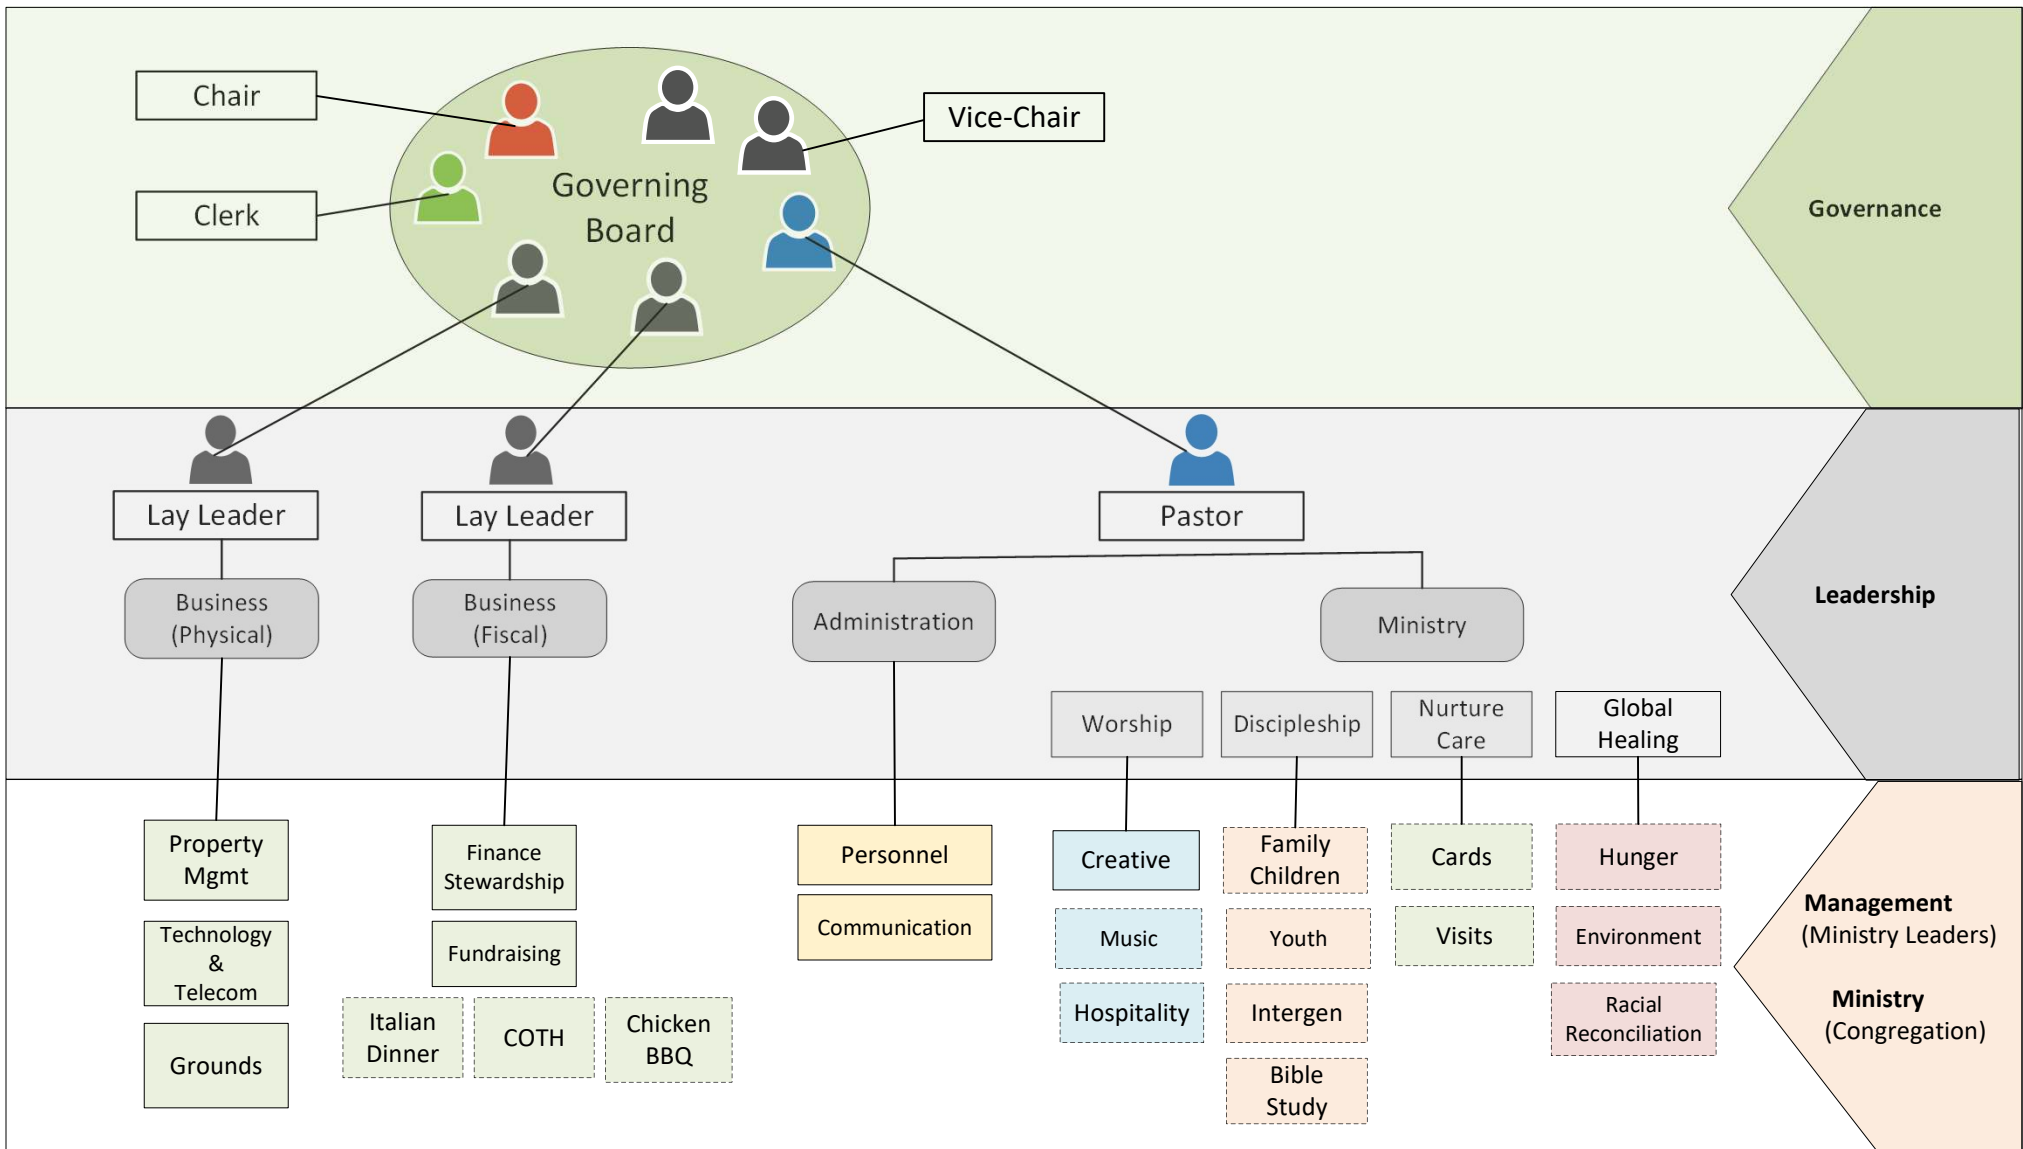 Chair
Vice-Chair
Governing
Board
Clerk
Governance
Lay Leader
Lay Leader
Pastor
Business
(Physical)
Business
(Fiscal)
Administration
Ministry
Leadership
Worship
Discipleship
Nurture
Care
Global
Healing
Property
Mgmt
Technology
&
Telecom
Grounds
Finance
Stewardship
Fundraising
Italian
Dinner
COTH
Chicken
BBQ
Personnel
Communication
Creative
Music
Hospitality
Family
Children
Youth
Intergen
Bible
Study
Cards
Visits
Hunger
Environment
Racial
Reconciliation
Management
(Ministry Leaders)
Ministry
(Congregation)